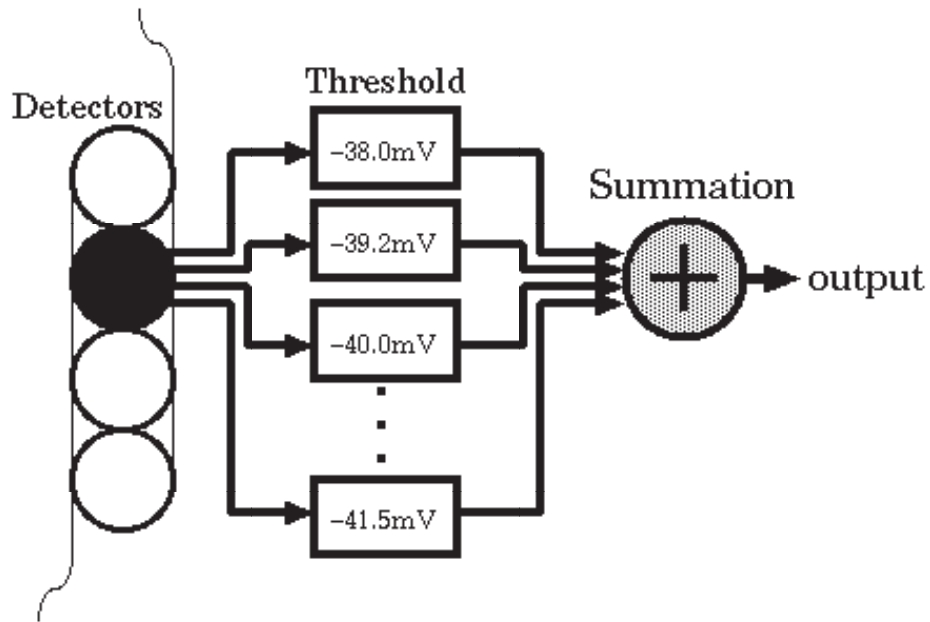 Threshold
Detectors
–38.0mV
Summation
–39.2mV
output
–40.0mV
–41.5mV